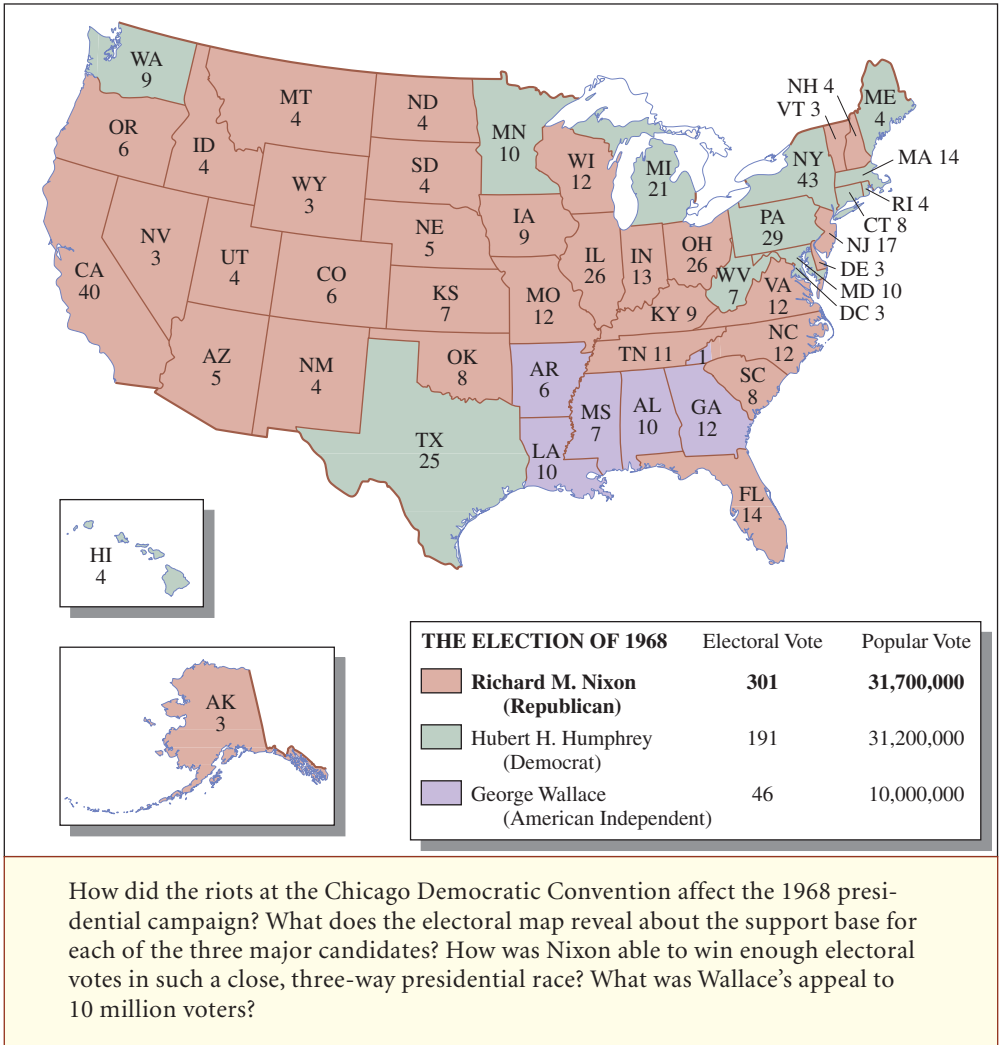 WA
9
MT
4
ND
4
MN
10
NH 4
VT 3
ME
4
OR
6
ID
4
SD
4
WI
12
MI
21
NY
43
MA 14
WY
3
RI 4
CT 8
NV
3
UT
4
NE
5
IA
9
PA
29
NJ 17
CA
40
CO
6
IL
26
IN
13
OH
26
WV
7
VA
12
DE 3
MD 10
DC 3
KS
7
MO
12
KY 9
AZ
5
NM
4
OK
8
AR
6
TN 11
1
NC
12
SC
8
MS
7
AL
10
GA
12
TX
25
LA
10
FL
14
HI
4
AK
3
THE ELECTION OF 1968 Electoral Vote Popular Vote
Richard M. Nixon 301 31,700,000
(Republican)
Hubert H. Humphrey 191 31,200,000
(Democrat)
George Wallace 46 10,000,000
(American Independent)
How did the riots at the Chicago Democratic Convention affect the 1968 presi-
dential campaign? What does the electoral map reveal about the support base for
each of the three major candidates? How was Nixon able to win enough electoral
votes in such a close, three-way presidential race? What was Wallace’s appeal to
10 million voters?